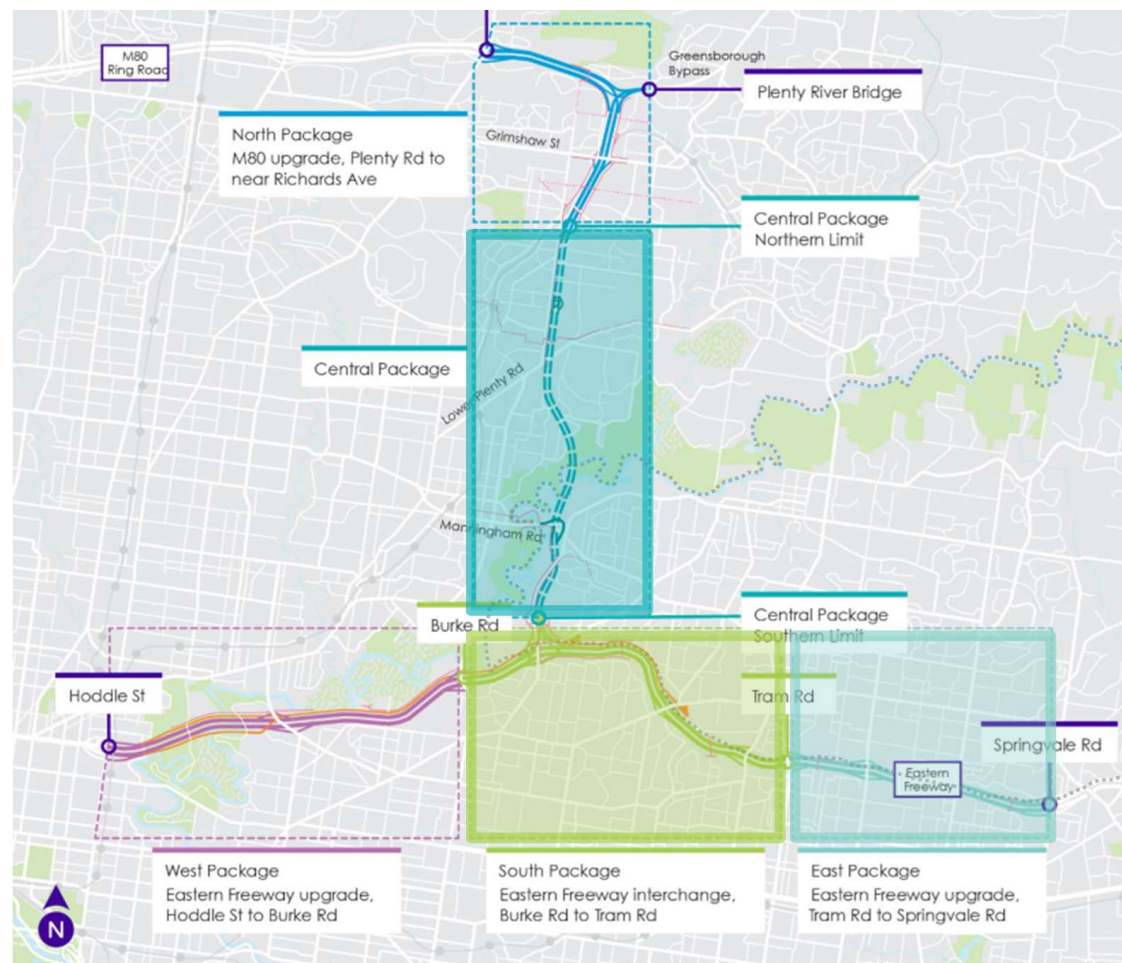 M80
Ring Road
Greensborough
Bypass
Plenty River Bridge
North Package
M80 upgrade, Plenty Rd to
near Richards Ave
Grimshaw St
Central Package
Northern Limit
Central Package
Lower Plenty Rd
Manningham Rd
Burke Rd
Central Package
Southern Limit
Hoddle St
Tram Rd
Springvale Rd
Eastern
Freeway
West Package
Eastern Freeway upgrade,
Hoddle St to Burke Rd
South Package
Eastern Freeway interchange,
Burke Rd to Tram Rd
East Package
Eastern Freeway upgrade,
Tram Rd to Springvale Rd
N